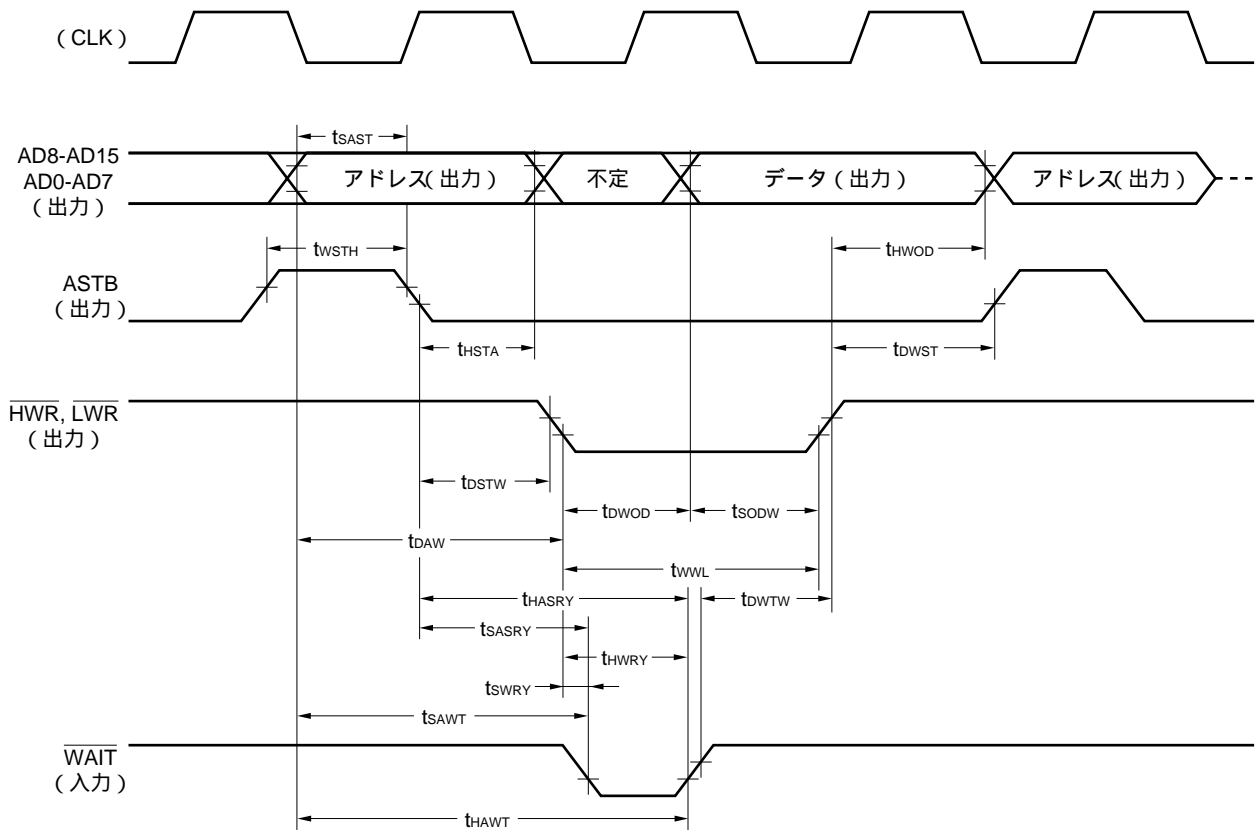 （CLK）
tSAST
AD8-AD15
AD0-AD7
（出力）
アドレス（出力） 不定 データ（出力） アドレス（出力）
tWSTH
tHWOD
ASTB
（出力）
tHSTA
tDWST
HWR, LWR
（出力）
tDSTW
tDWOD
tSODW
tDAW
tWWL
tHASRY
tDWTW
tSASRY
tHWRY
tSWRY
tSAWT
WAIT
（入力）
tHAWT